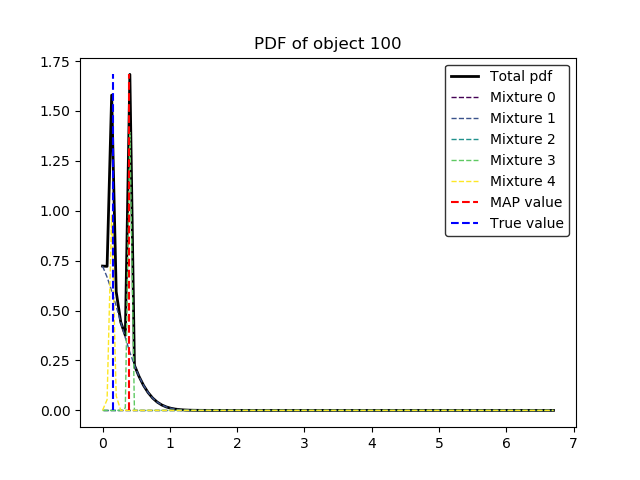 PDF of object 100
1.75
1.50
1.25
1.00
0.75
0.50
0.25
0.00
0 1 2 3 4 5 6 7
Total pdf
Mixture 0
Mixture 1
Mixture 2
Mixture 3
Mixture 4
MAP value
True value